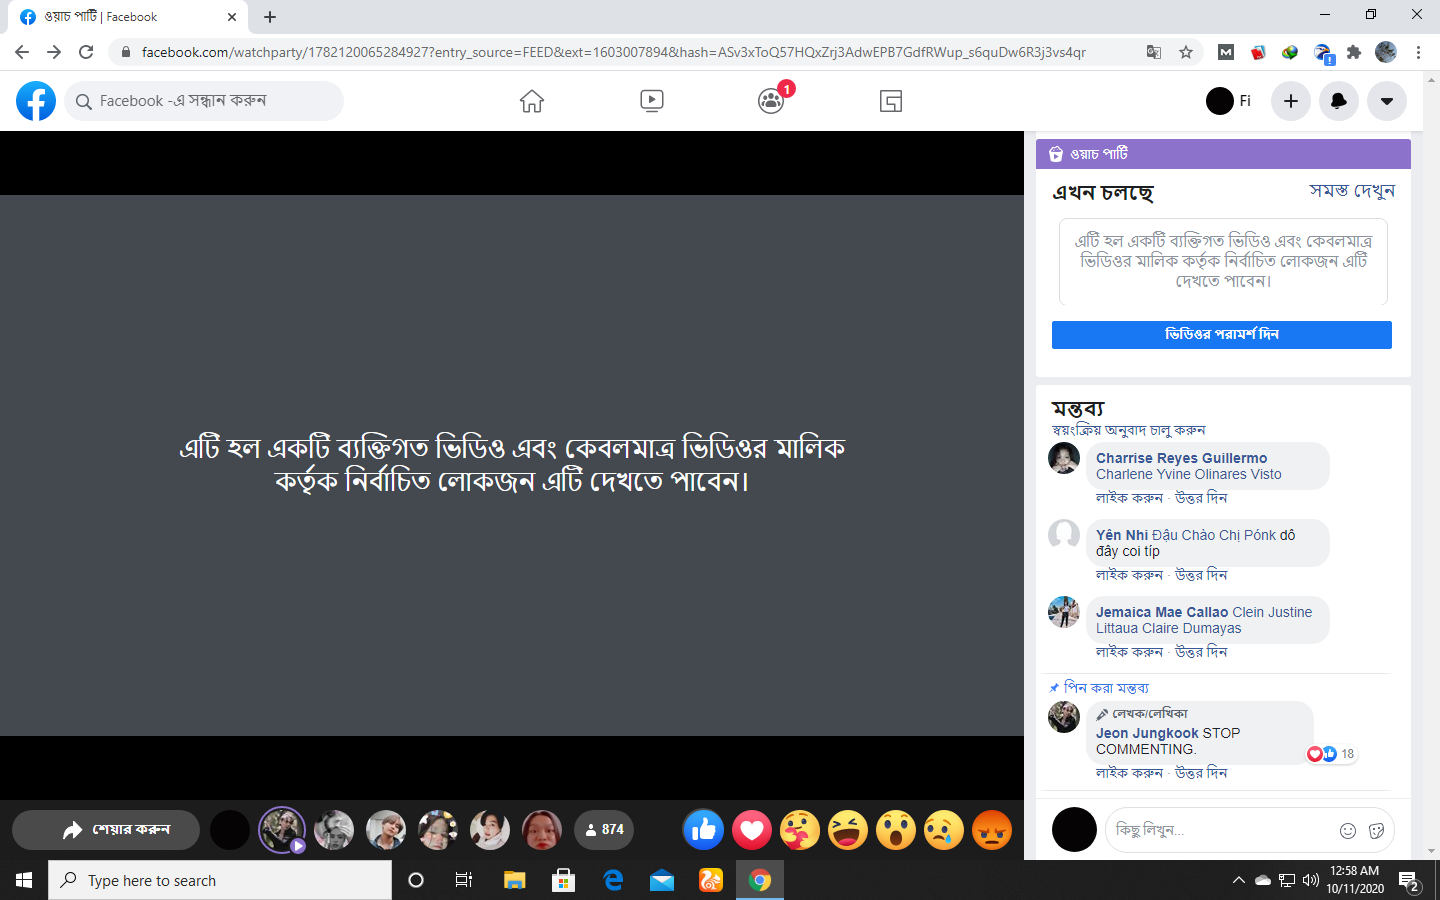 ওয়াচ পার্টি | Facebook
facebook.com/watchparty/1782120065284927?entry_source=FEED&ext=1603007894&hash=ASv3xToQ57HQxZrj3AdwEPB7GdfRWup_s6quDw6R3j3vs4qr
Facebook -এ সন্ধান করুন
1
Fi
ওয়াচ পার্টি
এখন চলছে
সমস্ত দেখুন
এটি হল একটি ব্যক্তিগত ভিডিও এবং কেবলমাত্র
ভিডিওর মালিক কর্তৃক নির্বাচিত লোকজন এটি
দেখতে পাবেন।
ভিডিওর পরামর্শ দিন
এটি হল একটি ব্যক্তিগত ভিডিও এবং কেবলমাত্র ভিডিওর মালিক
কর্তৃক নির্বাচিত লোকজন এটি দেখতে পাবেন।
মন্তব্য
স্বয়ংক্রিয় অনুবাদ চালু করুন
Charrise Reyes Guillermo
Charlene Yvine Olinares Visto
লাইক করুন · উত্তর দিন
Yên Nhi Đậu Chào Chị Pónk dô
đây coi típ
লাইক করুন · উত্তর দিন
Jemaica Mae Callao Clein Justine
Littaua Claire Dumayas
লাইক করুন · উত্তর দিন
পিন করা মন্তব্য
লেখক/লেখিকা
Jeon Jungkook STOP
COMMENTING.
18
লাইক করুন · উত্তর দিন
কিছু লিখুন...
শেয়ার করুন
874
Type here to search
12:58 AM
10/11/2020
2